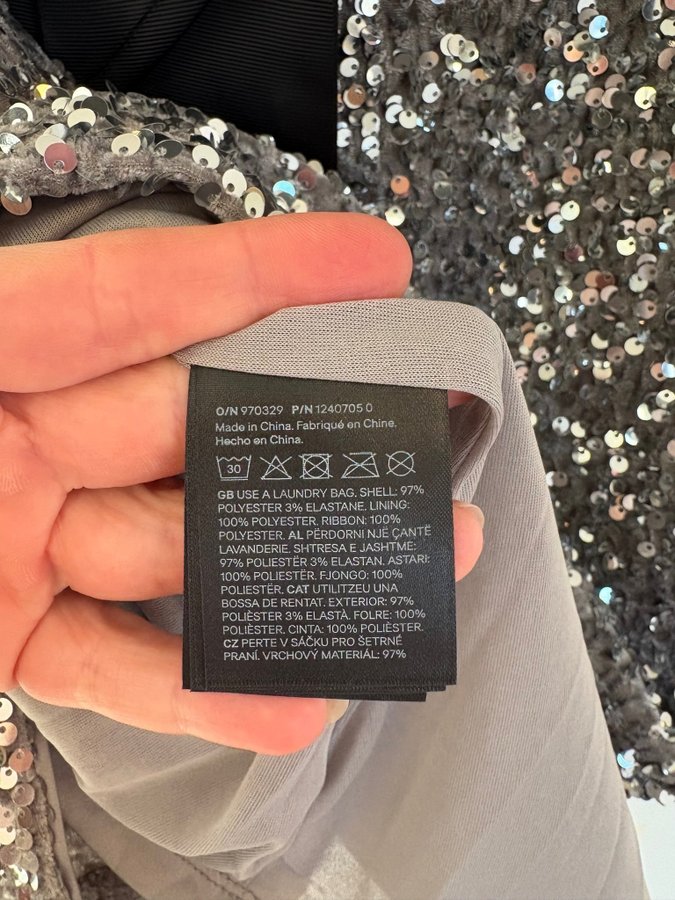 O/N 970329 P/N 1240705 0
Made in China. Fabriqué en Chine.
Hecho en China.
30
GB USE A LAUNDRY BAG. SHELL: 97%
POLYESTER 3% ELASTANE. LINING:
100% POLYESTER. RIBBON: 100%
POLYESTER. AL PËRDORNI NJË ÇANTË
LAVANDERIE. SHTRESA E JASHTME:
97% POLIESTËR 3% ELASTAN. ASTARI:
100% POLIESTËR. FJONGO: 100%
POLIESTËR. CAT UTILITZEU UNA
BOSSA DE RENTAT. EXTERIOR: 97%
POLIÈSTER 3% ELASTÀ. FOLRE: 100%
POLIÈSTER. CINTA: 100% POLIÈSTER.
CZ PERTE V SÁČKU PRO ŠETRNÉ
PRANÍ. VRCHOVÝ MATERIÁL: 97%